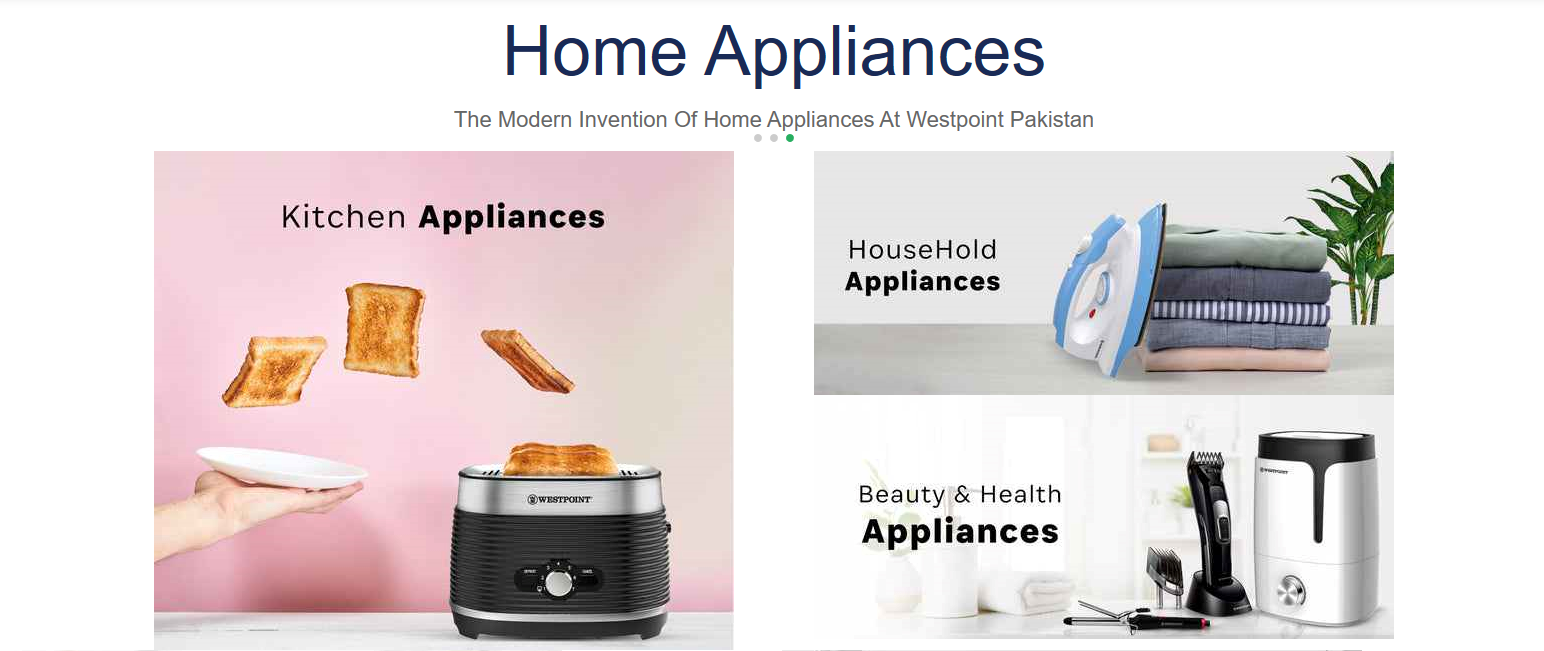 Home Appliances
The Modern Invention Of Home Appliances At Westpoint Pakistan
Kitchen Appliances
WESTPOINT
HouseHold
Appliances
Beauty & Health
Appliances
WESTPOINT